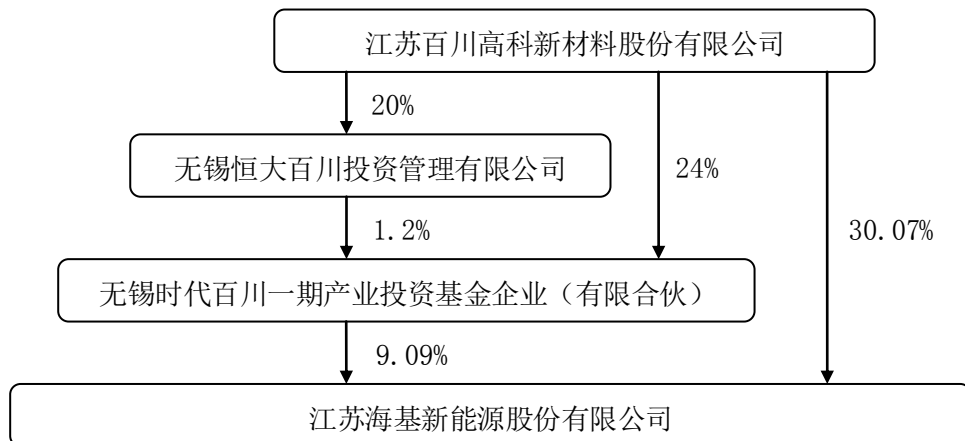 江苏百川高科新材料股份有限公司
20%
无锡恒大百川投资管理有限公司
24%
1.2%
30.07%
无锡时代百川一期产业投资基金企业（有限合伙）
9.09%
江苏海基新能源股份有限公司